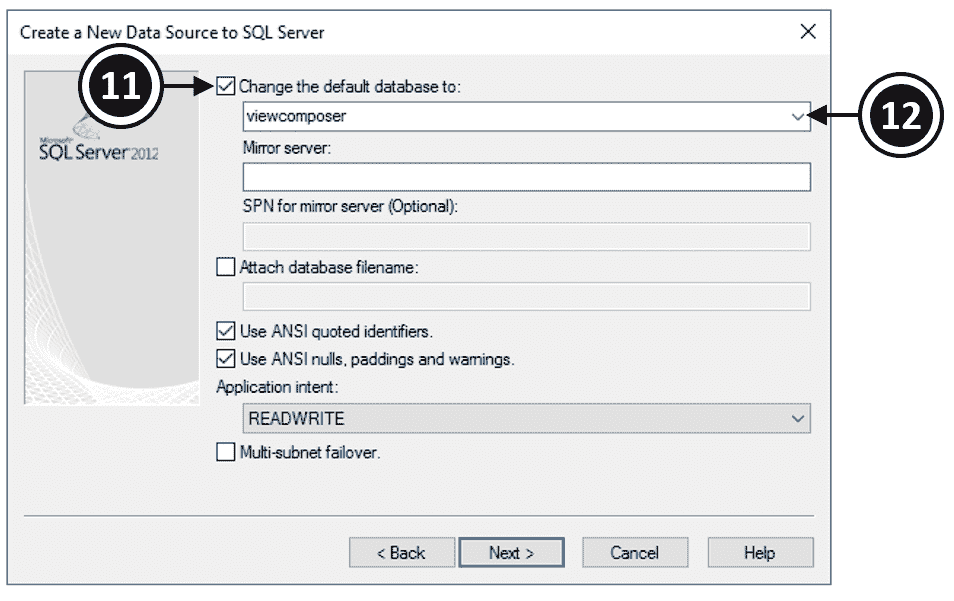 Create a New Data Source to SQL Server
11
Change the default database to:
viewcomposer
12
Microsoft
SQL Server 2012
Mirror server:
SPN for mirror server (Optional):
Attach database filename:
Use ANSI quoted identifiers.
Use ANSI nulls, paddings and warnings.
Application intent:
READWRITE
Multi-subnet failover.
< Back
Next >
Cancel
Help